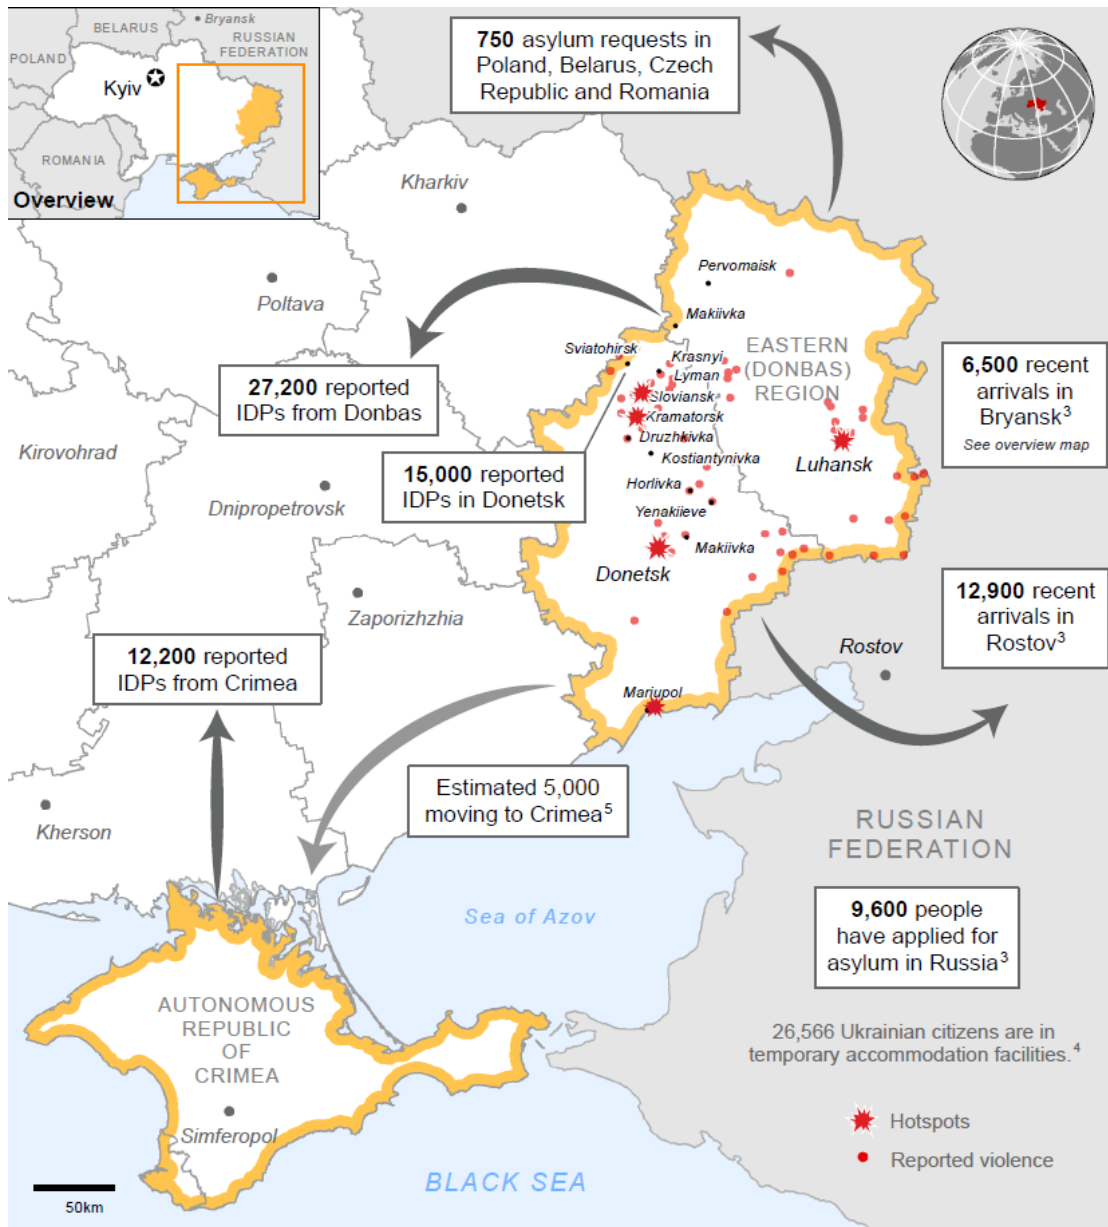 BELARUS
Bryansk
RUSSIAN
FEDERATION
POLAND
Kyiv
ROMANIA
Overview
750 asylum requests in
Poland, Belarus, Czech
Republic and Romania
Kharkiv
Poltava
Pervomaisk
Makiivka
Sviatohirsk
Krasnyi
Lyman
Sloviansk
Kramatorsk
Druzhkivka
Kostiantynivka
Horlivka
Yenakiieve
Makiivka
Donetsk
EASTERN
(DONBAS)
REGION
Luhansk
27,200 reported
IDPs from Donbas
15,000 reported
IDPs in Donetsk
6,500 recent
arrivals in
Bryansk3
See overview map
Kirovohrad
Dnipropetrovsk
Zaporizhzhia
12,900 recent
arrivals in
Rostov3
Rostov
12,200 reported
IDPs from Crimea
Mariupol
Estimated 5,000
moving to Crimea5
Kherson
RUSSIAN
FEDERATION
Sea of Azov
9,600 people
have applied for
asylum in Russia3
26,566 Ukrainian citizens are in
temporary accommodation facilities.4
AUTONOMOUS
REPUBLIC
OF
CRIMEA
Simferopol
Hotspots
Reported violence
BLACK SEA
50km